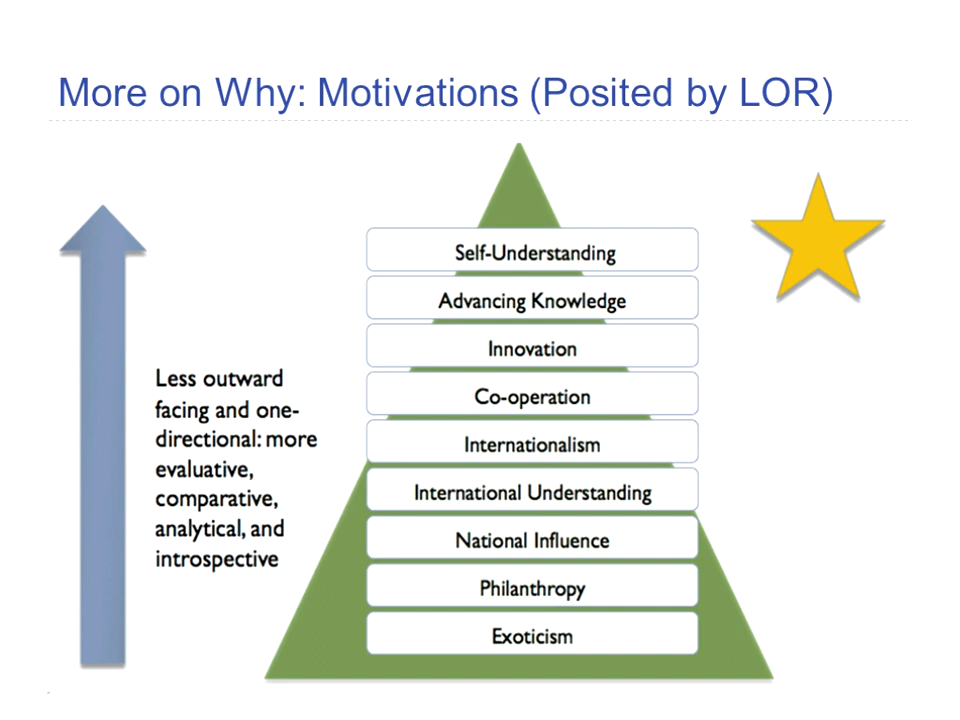 More on Why: Motivations (Posited by LOR)
Self-Understanding
Advancing Knowledge
Innovation
Co-operation
Internationalism
International Understanding
National Influence
Philanthropy
Exoticism
Less outward
facing and one-
directional: more
evaluative,
comparative,
analytical, and
introspective